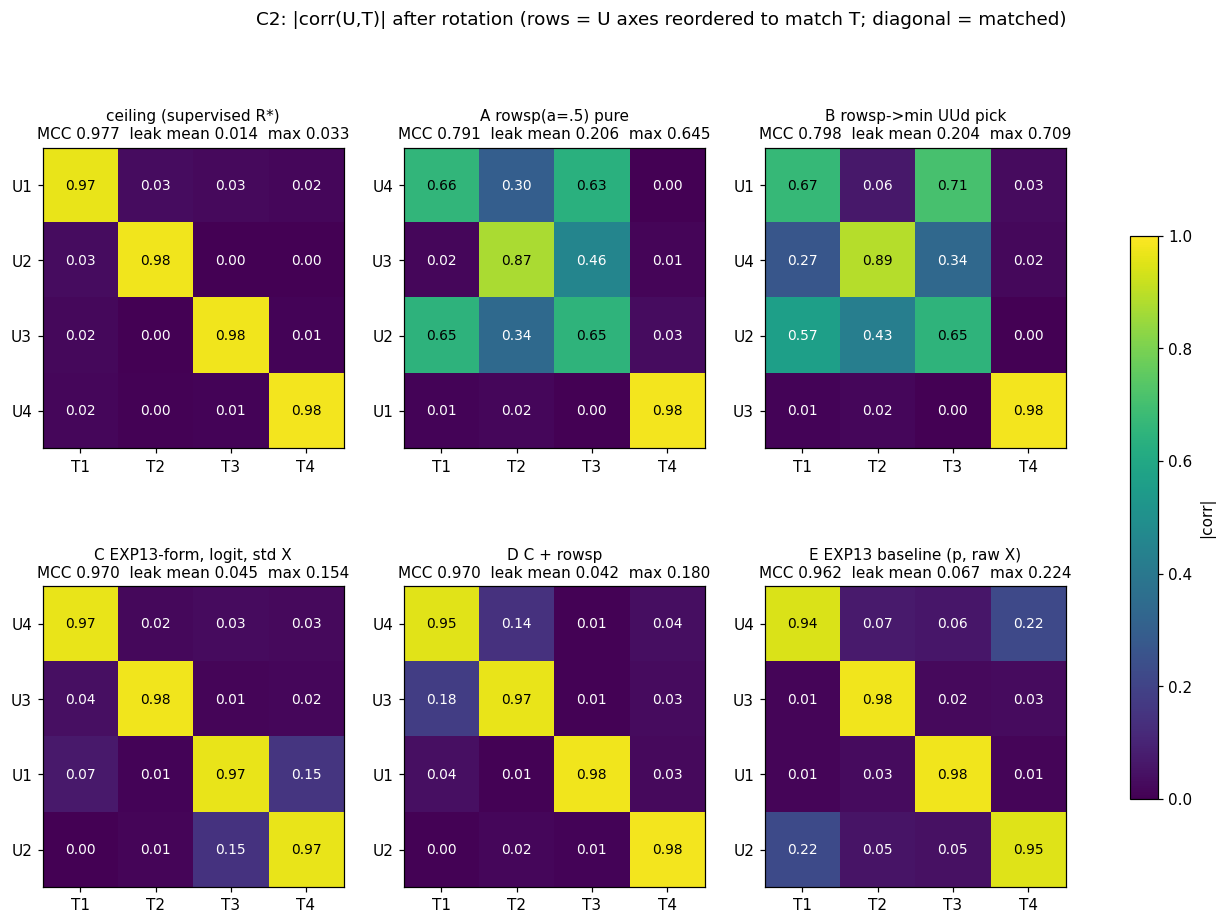 C2: |corr(U,T)| after rotation (rows = U axes reordered to match T; diagonal = matched)
ceiling (supervised R*)
MCC 0.977  leak mean 0.014  max 0.033
U1 0.97 0.03 0.03 0.02
U2 0.03 0.98 0.00 0.00
U3 0.02 0.00 0.98 0.01
U4 0.02 0.00 0.01 0.98
T1 T2 T3 T4
A rowsp(a=.5) pure
MCC 0.791  leak mean 0.206  max 0.645
U4 0.66 0.30 0.63 0.00
U3 0.02 0.87 0.46 0.01
U2 0.65 0.34 0.65 0.03
U1 0.01 0.02 0.00 0.98
T1 T2 T3 T4
B rowsp->min UUd pick
MCC 0.798  leak mean 0.204  max 0.709
U1 0.67 0.06 0.71 0.03
U4 0.27 0.89 0.34 0.02
U2 0.57 0.43 0.65 0.00
U3 0.01 0.02 0.00 0.98
T1 T2 T3 T4
C EXP13-form, logit, std X
MCC 0.970  leak mean 0.045  max 0.154
U4 0.97 0.02 0.03 0.03
U3 0.04 0.98 0.01 0.02
U1 0.07 0.01 0.97 0.15
U2 0.00 0.01 0.15 0.97
T1 T2 T3 T4
D C + rowsp
MCC 0.970  leak mean 0.042  max 0.180
U4 0.95 0.14 0.01 0.04
U3 0.18 0.97 0.01 0.03
U1 0.04 0.01 0.98 0.03
U2 0.00 0.02 0.01 0.98
T1 T2 T3 T4
E EXP13 baseline (p, raw X)
MCC 0.962  leak mean 0.067  max 0.224
U4 0.94 0.07 0.06 0.22
U3 0.01 0.98 0.02 0.03
U1 0.01 0.03 0.98 0.01
U2 0.22 0.05 0.05 0.95
T1 T2 T3 T4
1.0
0.8
0.6
0.4
0.2
0.0
|corr|